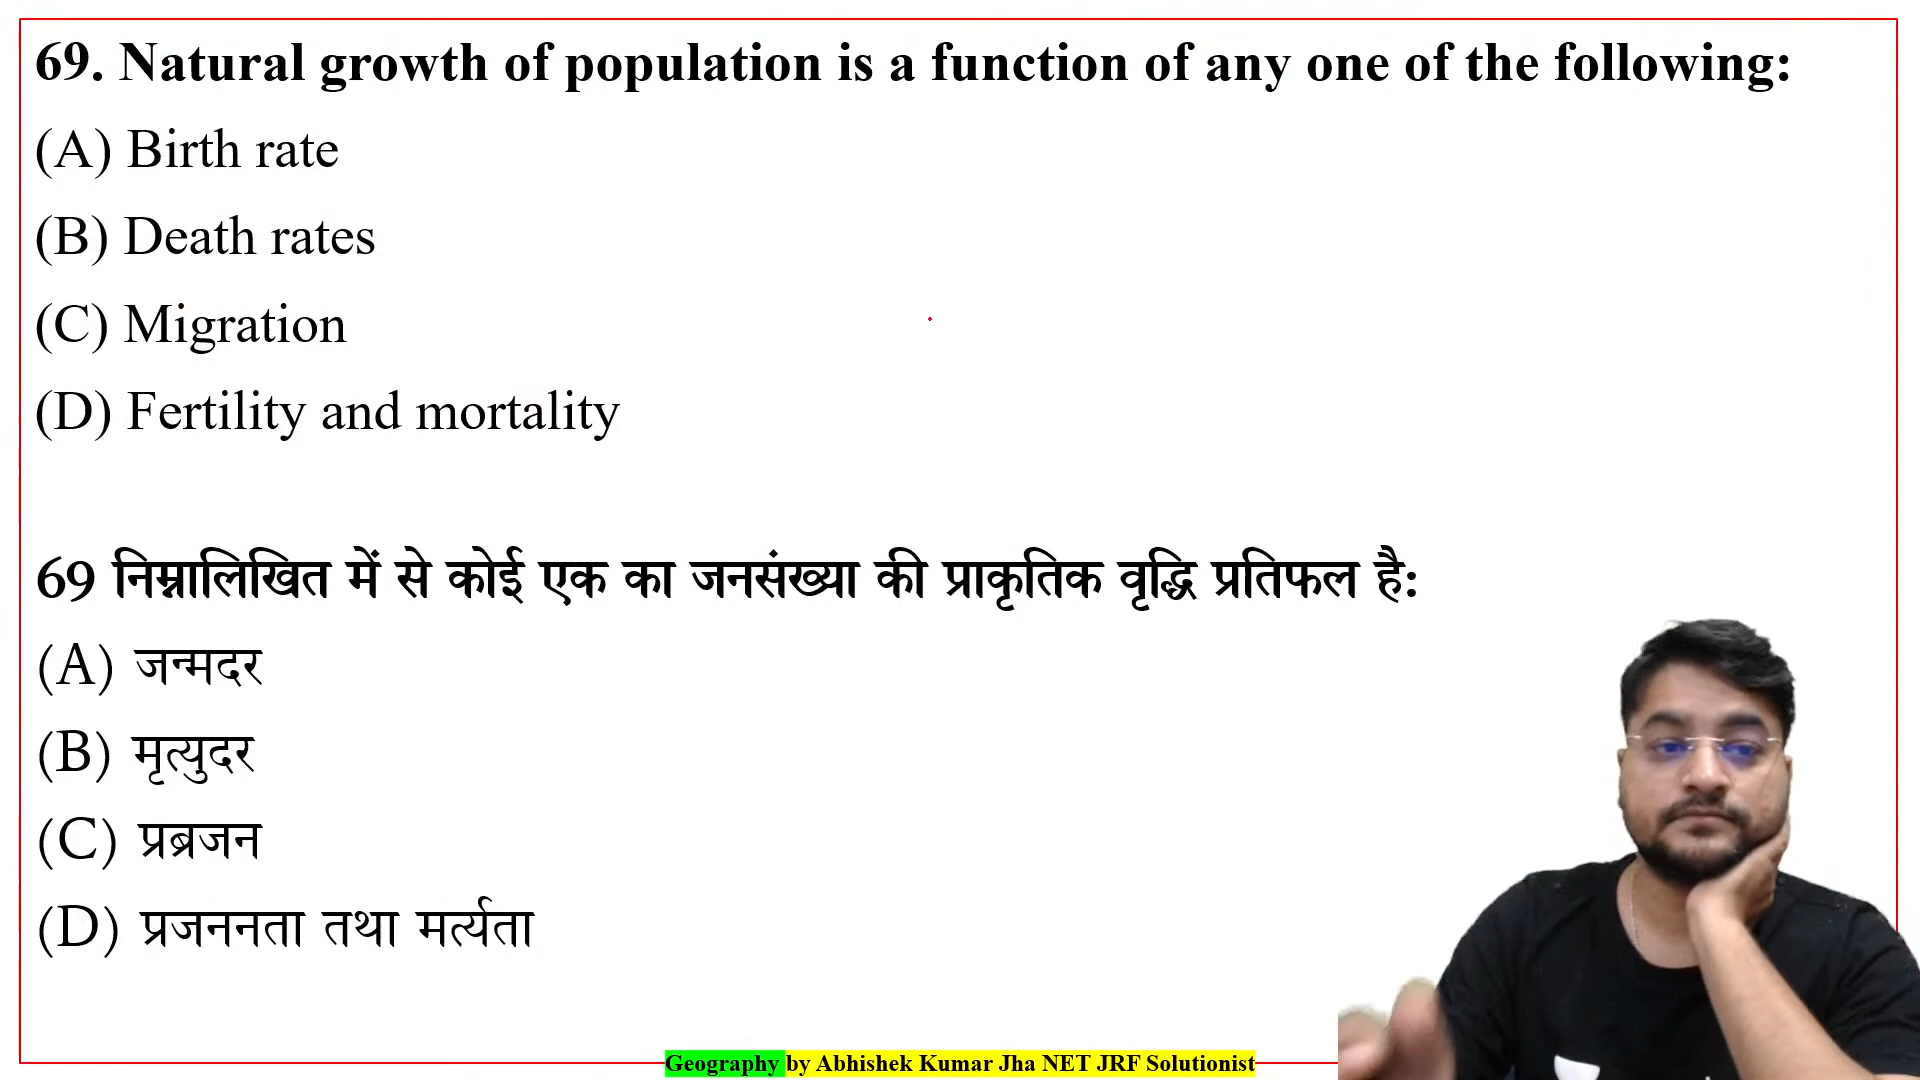 69. Natural growth of population is a function of any one of the following:
(A) Birth rate
(B) Death rates
(C) Migration
(D) Fertility and mortality
69 निम्नालिखित में से कोई एक का जनसंख्या की प्राकृतिक वृद्धि प्रतिफल है:
(A) जन्मदर
(B) मृत्युदर
(C) प्रब्रजन
(D) प्रजननता तथा मर्त्यता
Geography by Abhishek Kumar Jha NET JRF Solutionist